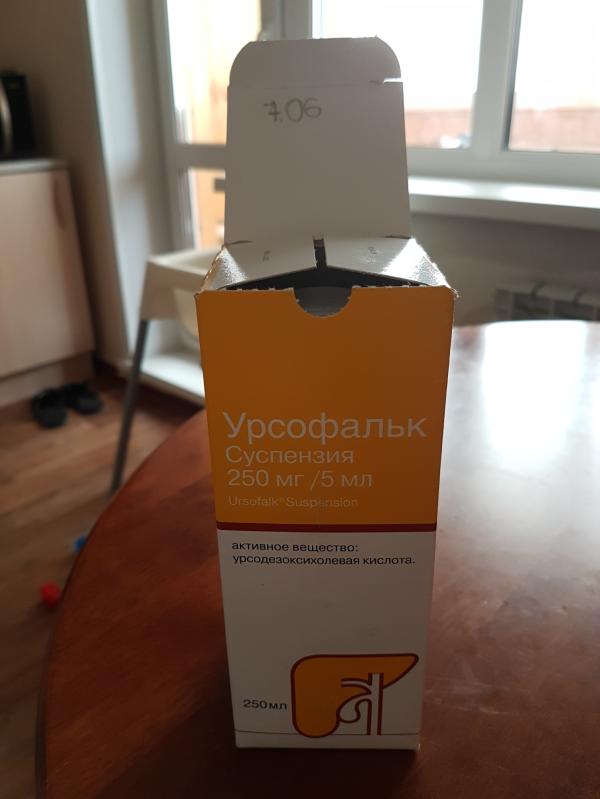 7.06
Урсофальк
Суспензия
250 мг /5 мл
Ursofalk® Suspension
активное вещество:
урсодезоксихолевая кислота.
250мл